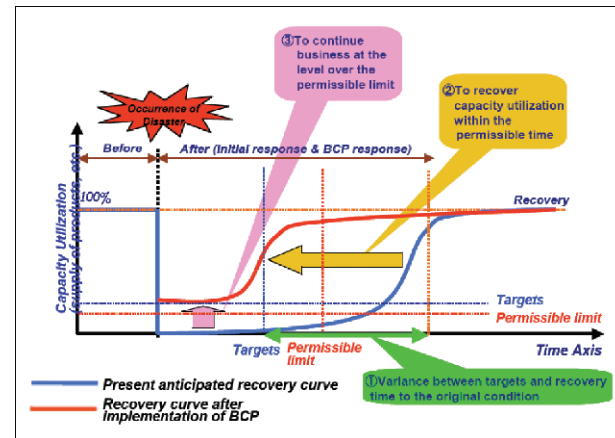 ③To continue
business at the
level over the
permissible limit
②To recover
capacity utilization
within the
permissible time
Occurrence of
Disaster
Before
After (Initial response & BCP response)
100%
Recovery
Capacity Utilization
(supply of products, etc.)
Targets
Permissible limit
Targets
Permissible
limit
Time Axis
①Variance between targets and recovery
time to the original condition
Present anticipated recovery curve
Recovery curve after
Implementation of BCP